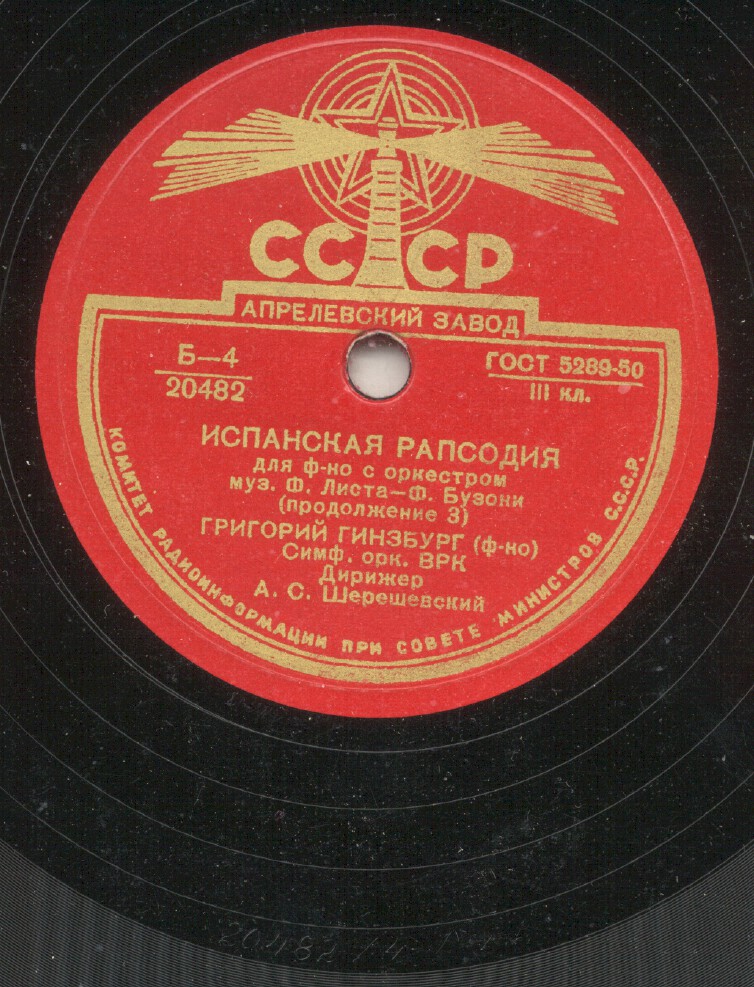 СССР
АПРЕЛЕВСКИЙ ЗАВОД
Б—4
20482
ГОСТ 5289-50
III кл.
ИСПАНСКАЯ РАПСОДИЯ
для ф-но с оркестром
муз. Ф. Листа—Ф. Бузони
(продолжение 3)
ГРИГОРИЙ ГИНЗБУРГ (ф-но)
Симф. орк. ВРК
Дирижер
А. С. Шерешевский
КОМИТЕТ РАДИОИНФОРМАЦИИ ПРИ СОВЕТЕ МИНИСТРОВ С.С.С.Р.
20482